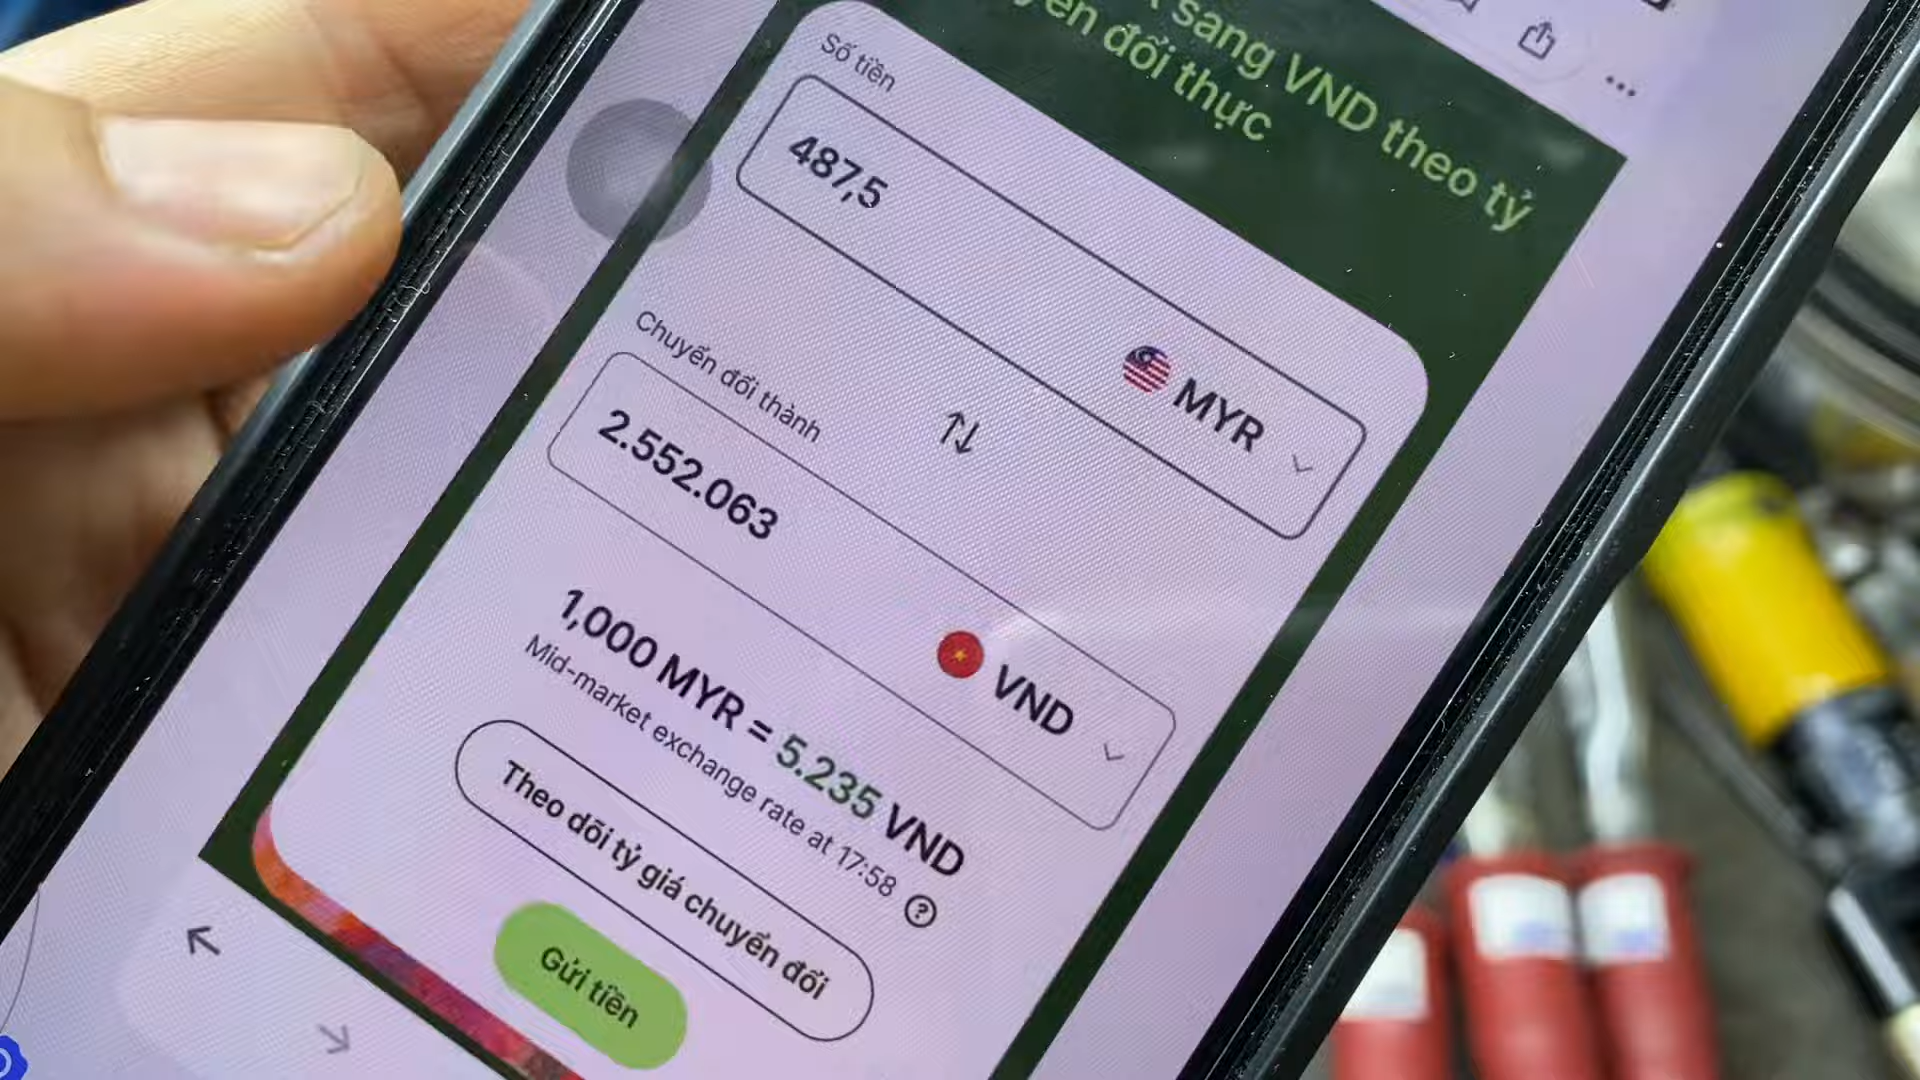 sang VND theo tỷ
đổi thực
Số tiền
487,5
MYR
Chuyển đổi thành
2.552.063
VND
1,000 MYR = 5.235 VND
Mid-market exchange rate at 17:58 ?
Theo dõi tỷ giá chuyển đổi
Gửi tiền